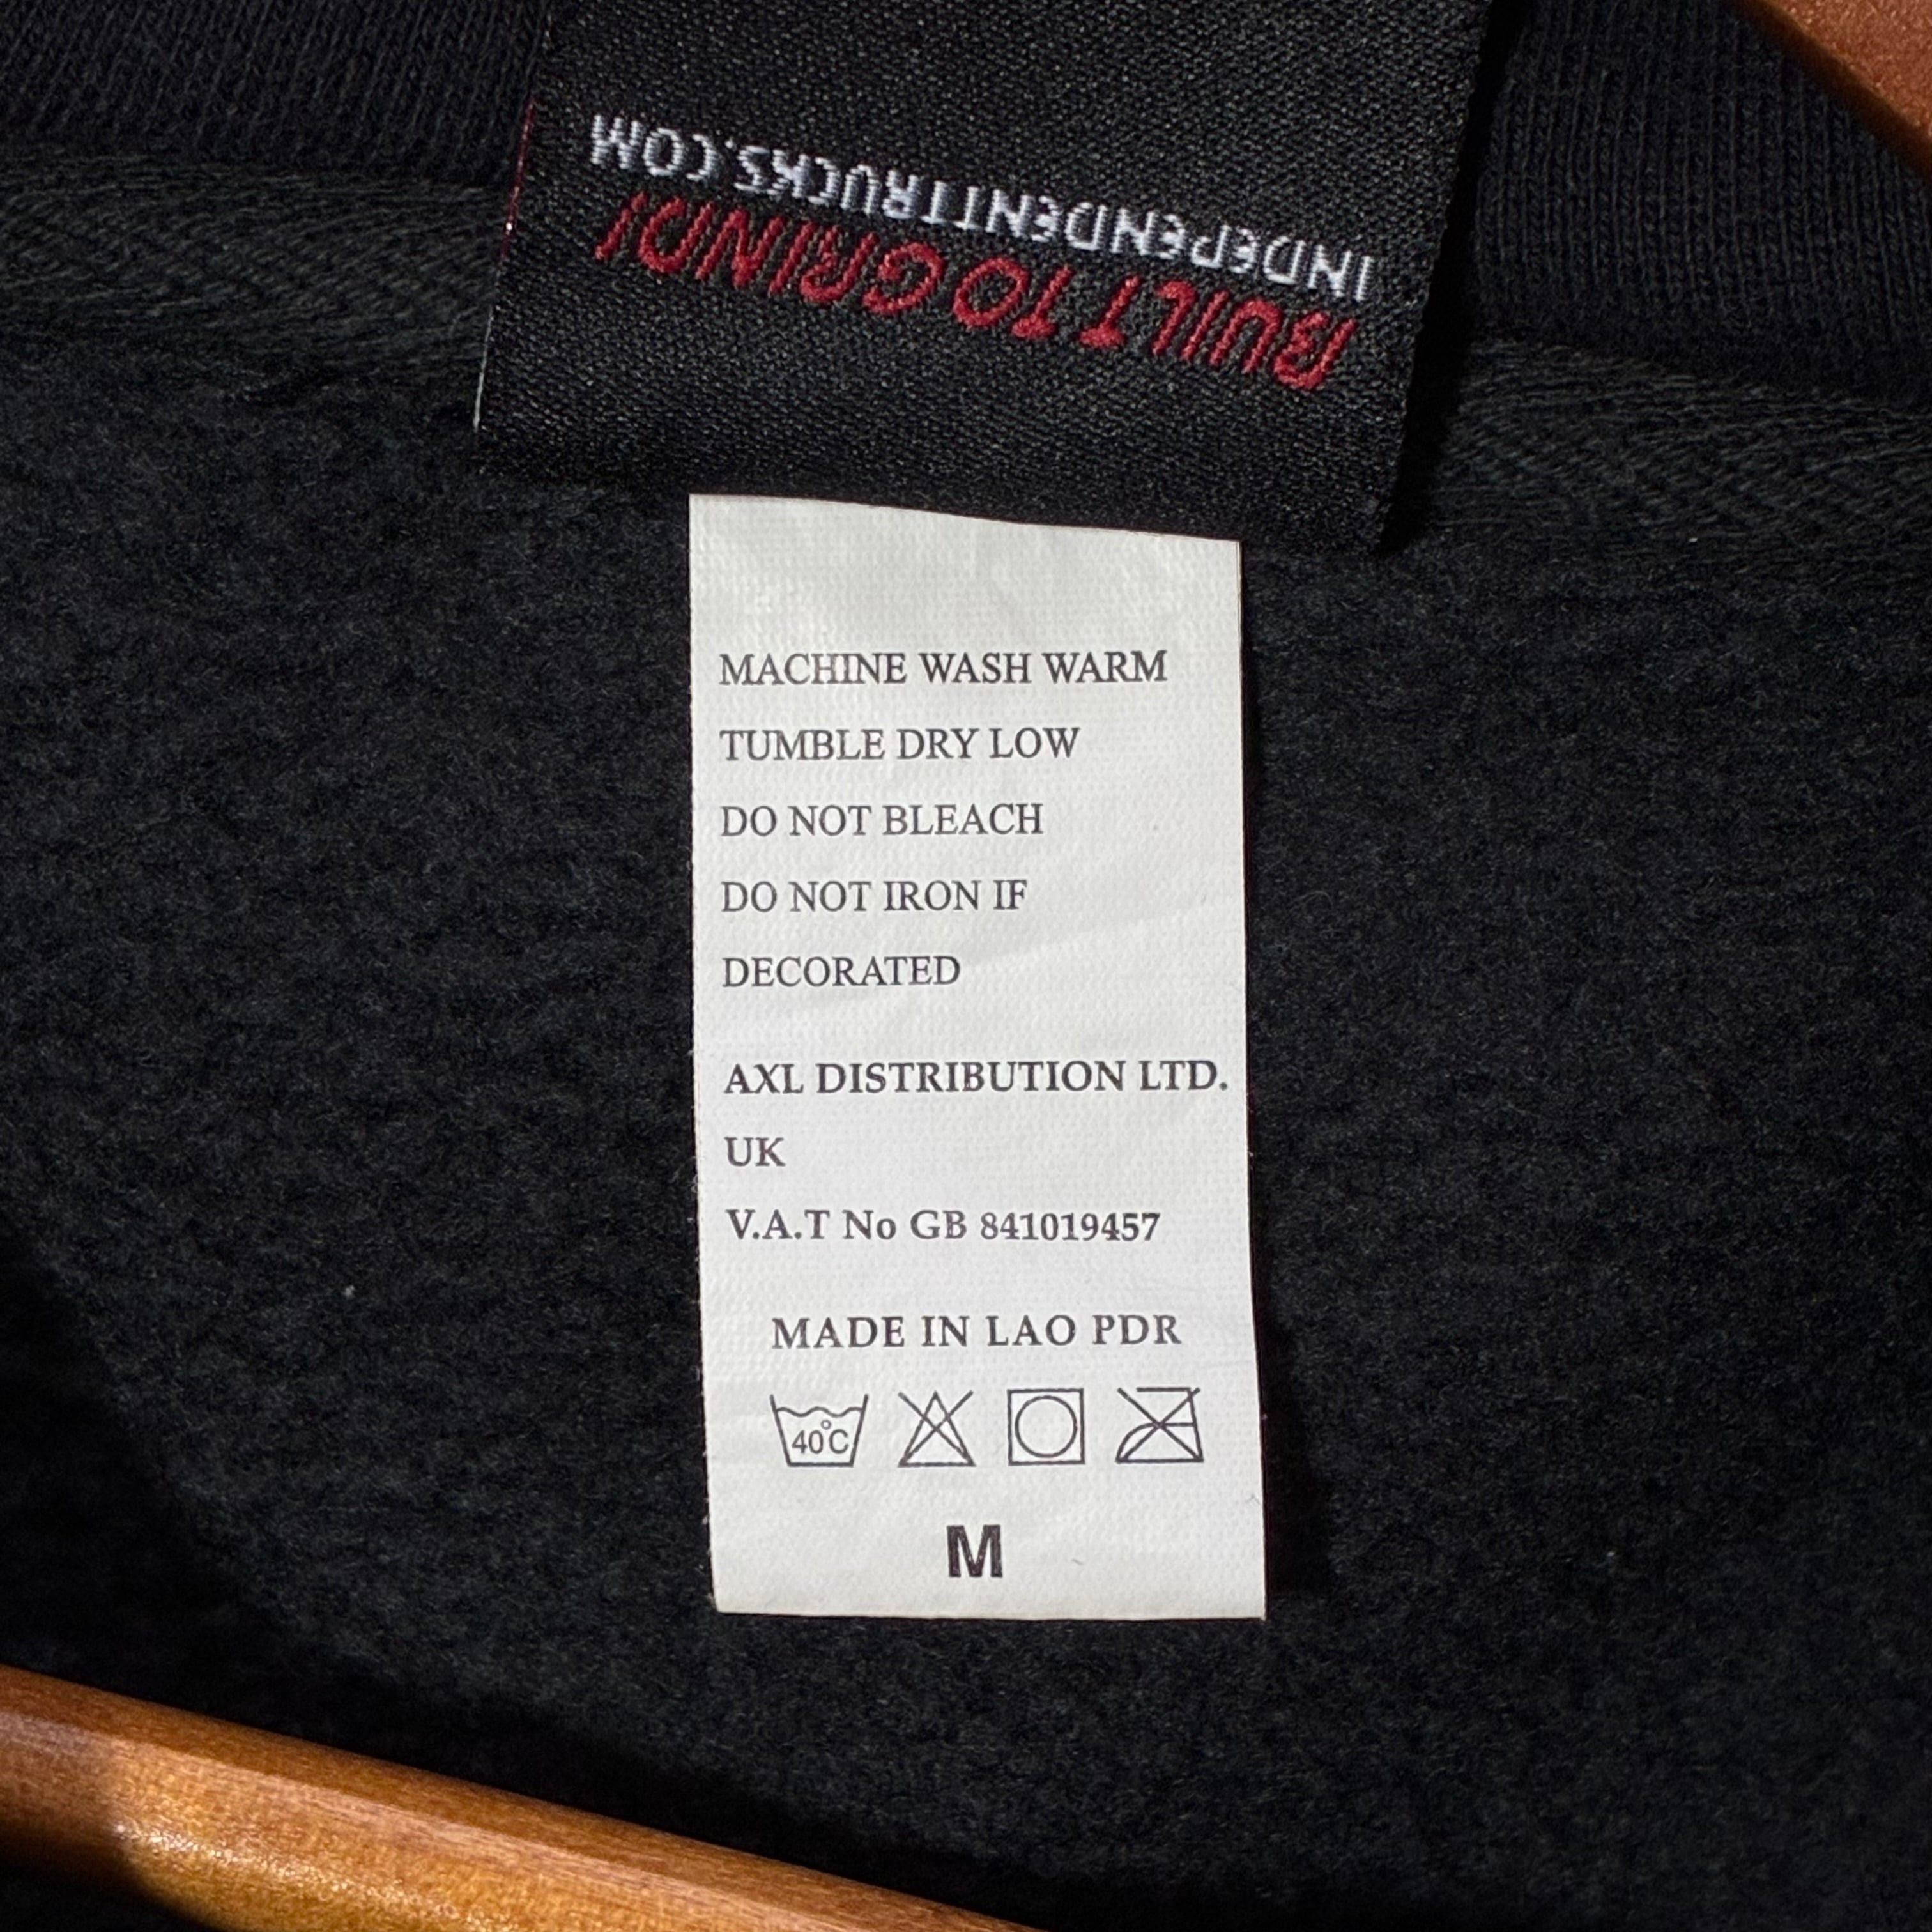 INDEPENDENTTRUCKS.COM
BUILT TO GRIND!
MACHINE WASH WARM
TUMBLE DRY LOW
DO NOT BLEACH
DO NOT IRON IF
DECORATED
AXL DISTRIBUTION LTD.
UK
V.A.T No GB 841019457
MADE IN LAO PDR
40°C
M